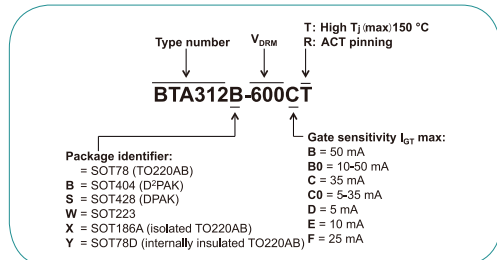 T: High Tj (max)150 °C
Type number
VDRM
R: ACT pinning
BTA312B-600CT
Package identifier:
= SOT78 (TO220AB)
B = SOT404 (D²PAK)
S = SOT428 (DPAK)
W = SOT223
X = SOT186A (isolated TO220AB)
Y = SOT78D (internally insulated TO220AB)
Gate sensitivity IGT max:
B = 50 mA
B0 = 10-50 mA
C = 35 mA
C0 = 5-35 mA
D = 5 mA
E = 10 mA
F = 25 mA